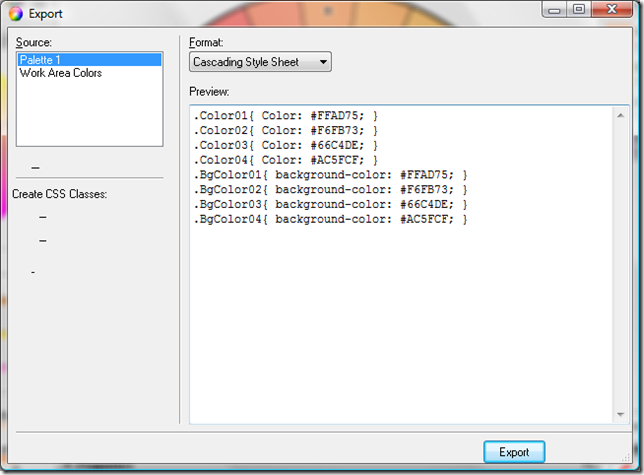 Export
Source:
Palette 1
Work Area Colors
Create CSS Classes:
Format:
Cascading Style Sheet
Preview:
.Color01{ Color: #FFAD75; }
.Color02{ Color: #F6FB73; }
.Color03{ Color: #66C4DE; }
.Color04{ Color: #AC5FCF; }
.BgColor01{ background-color: #FFAD75; }
.BgColor02{ background-color: #F6FB73; }
.BgColor03{ background-color: #66C4DE; }
.BgColor04{ background-color: #AC5FCF; }
Export